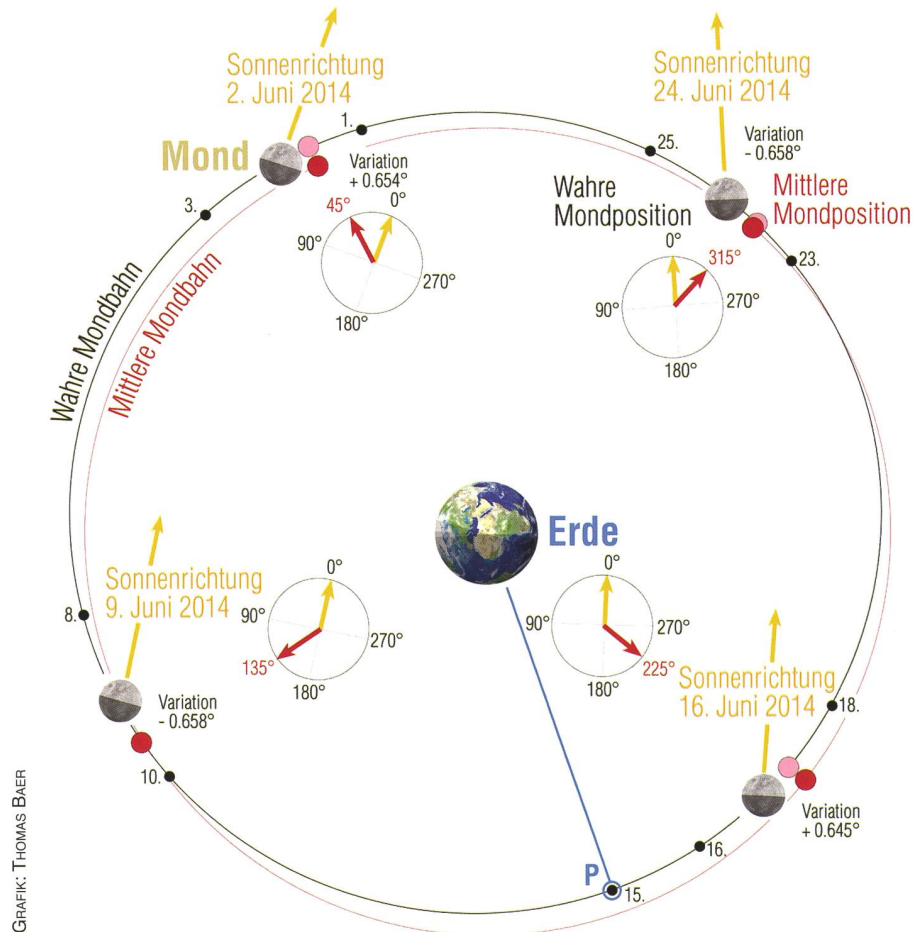 Sonnenrichtung
2. Juni 2014
Sonnenrichtung
24. Juni 2014
1.
25.
Mond
Variation
+ 0.654°
Variation
- 0.658°
3.
45°
0°
90°
270°
180°
Wahre
Mondposition
Mittlere
Mondposition
0°
315°
90°
270°
180°
23.
Wahre Mondbahn
Mittlere Mondbahn
Erde
Sonnenrichtung
9. Juni 2014
0°
90°
270°
135°
180°
0°
90°
270°
180°
225°
8.
Variation
- 0.658°
10.
Sonnenrichtung
16. Juni 2014
18.
Variation
+ 0.645°
16.
P
15.
GRAFIK: THOMAS BAER